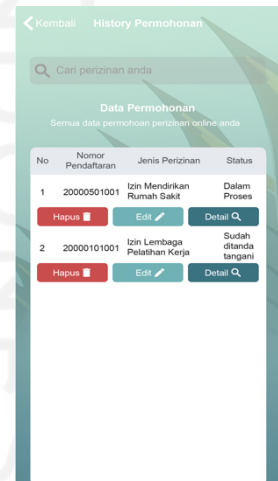 Kembali History Permohonan
Cari perizinan anda
Data Permohonan
Semua data permohoan perizinan online anda
No Nomor Pendaftaran Jenis Perizinan Status
1 20000501001 Izin Mendirikan Rumah Sakit Dalam Proses
Hapus Edit Detail
2 20000101001 Izin Lembaga Pelatihan Kerja Sudah ditanda tangani
Hapus Edit Detail